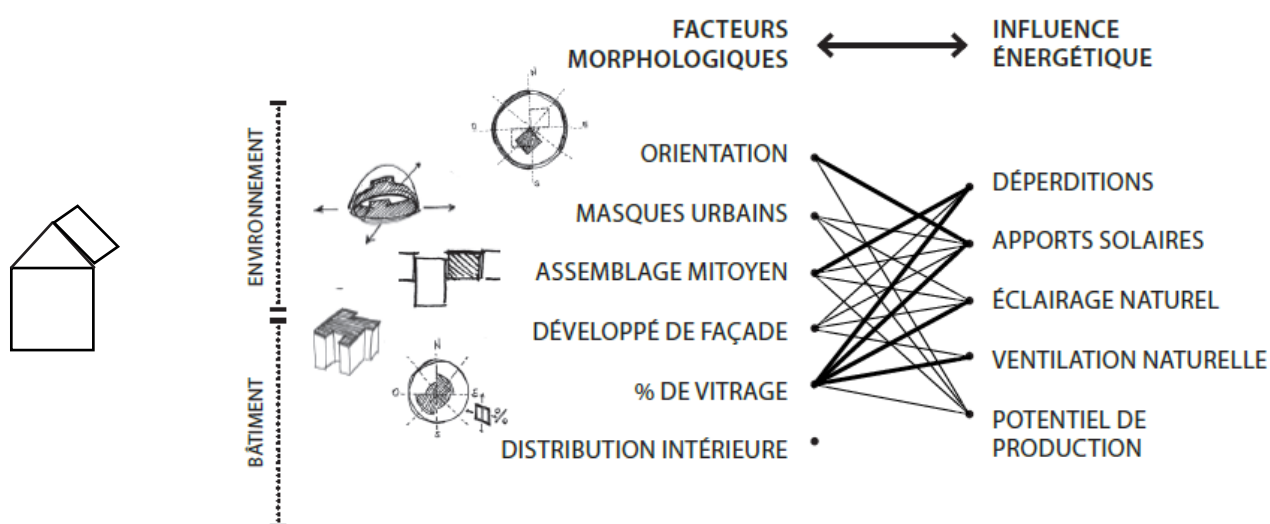 FACTEURS
MORPHOLOGIQUES
INFLUENCE
ÉNERGÉTIQUE
ENVIRONNEMENT
BÂTIMENT
N
O
S
ORIENTATION
MASQUES URBAINS
ASSEMBLAGE MITOYEN
DÉVELOPPÉ DE FAÇADE
N
O
E
S
%
% DE VITRAGE
DISTRIBUTION INTÉRIEURE
DÉPERDITIONS
APPORTS SOLAIRES
ÉCLAIRAGE NATUREL
VENTILATION NATURELLE
POTENTIEL DE
PRODUCTION